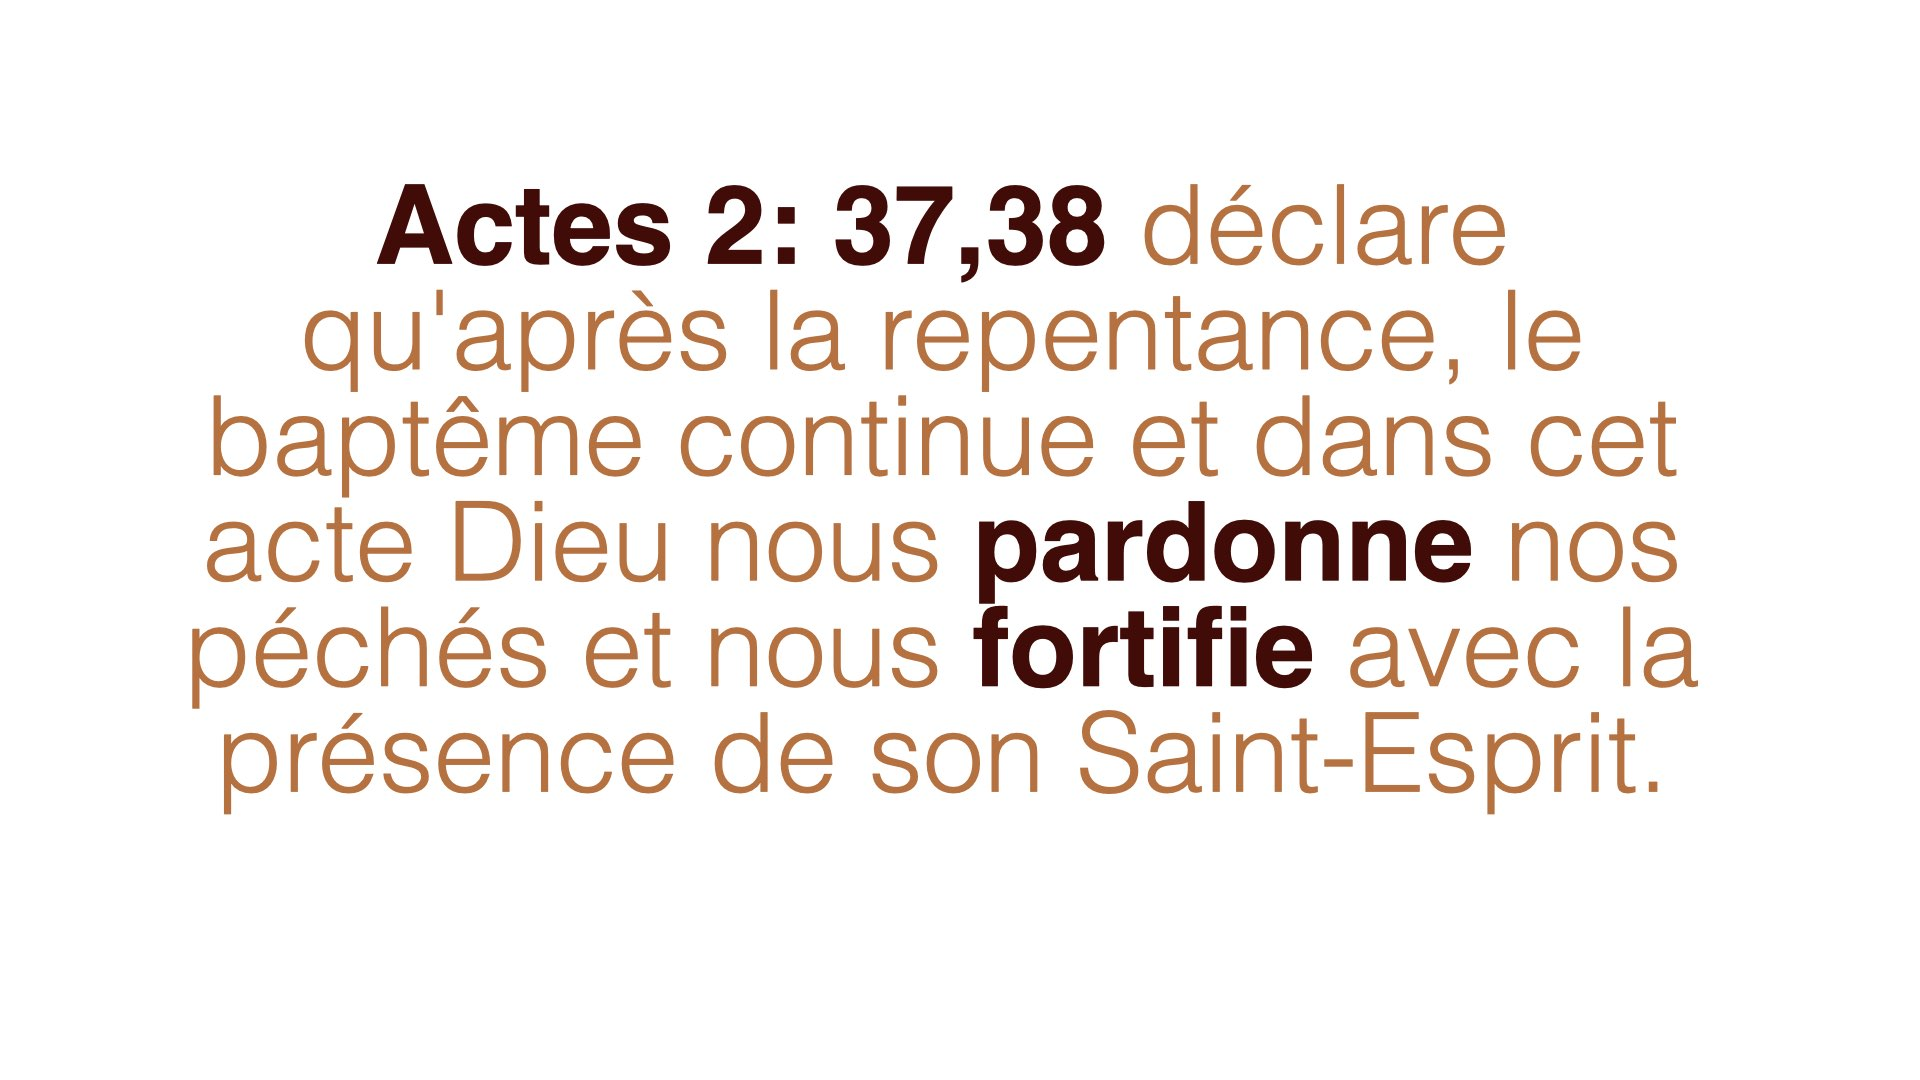 Actes 2: 37,38 déclare
qu'après la repentance, le
baptême continue et dans cet
acte Dieu nous pardonne nos
péchés et nous fortifie avec la
présence de son Saint-Esprit.